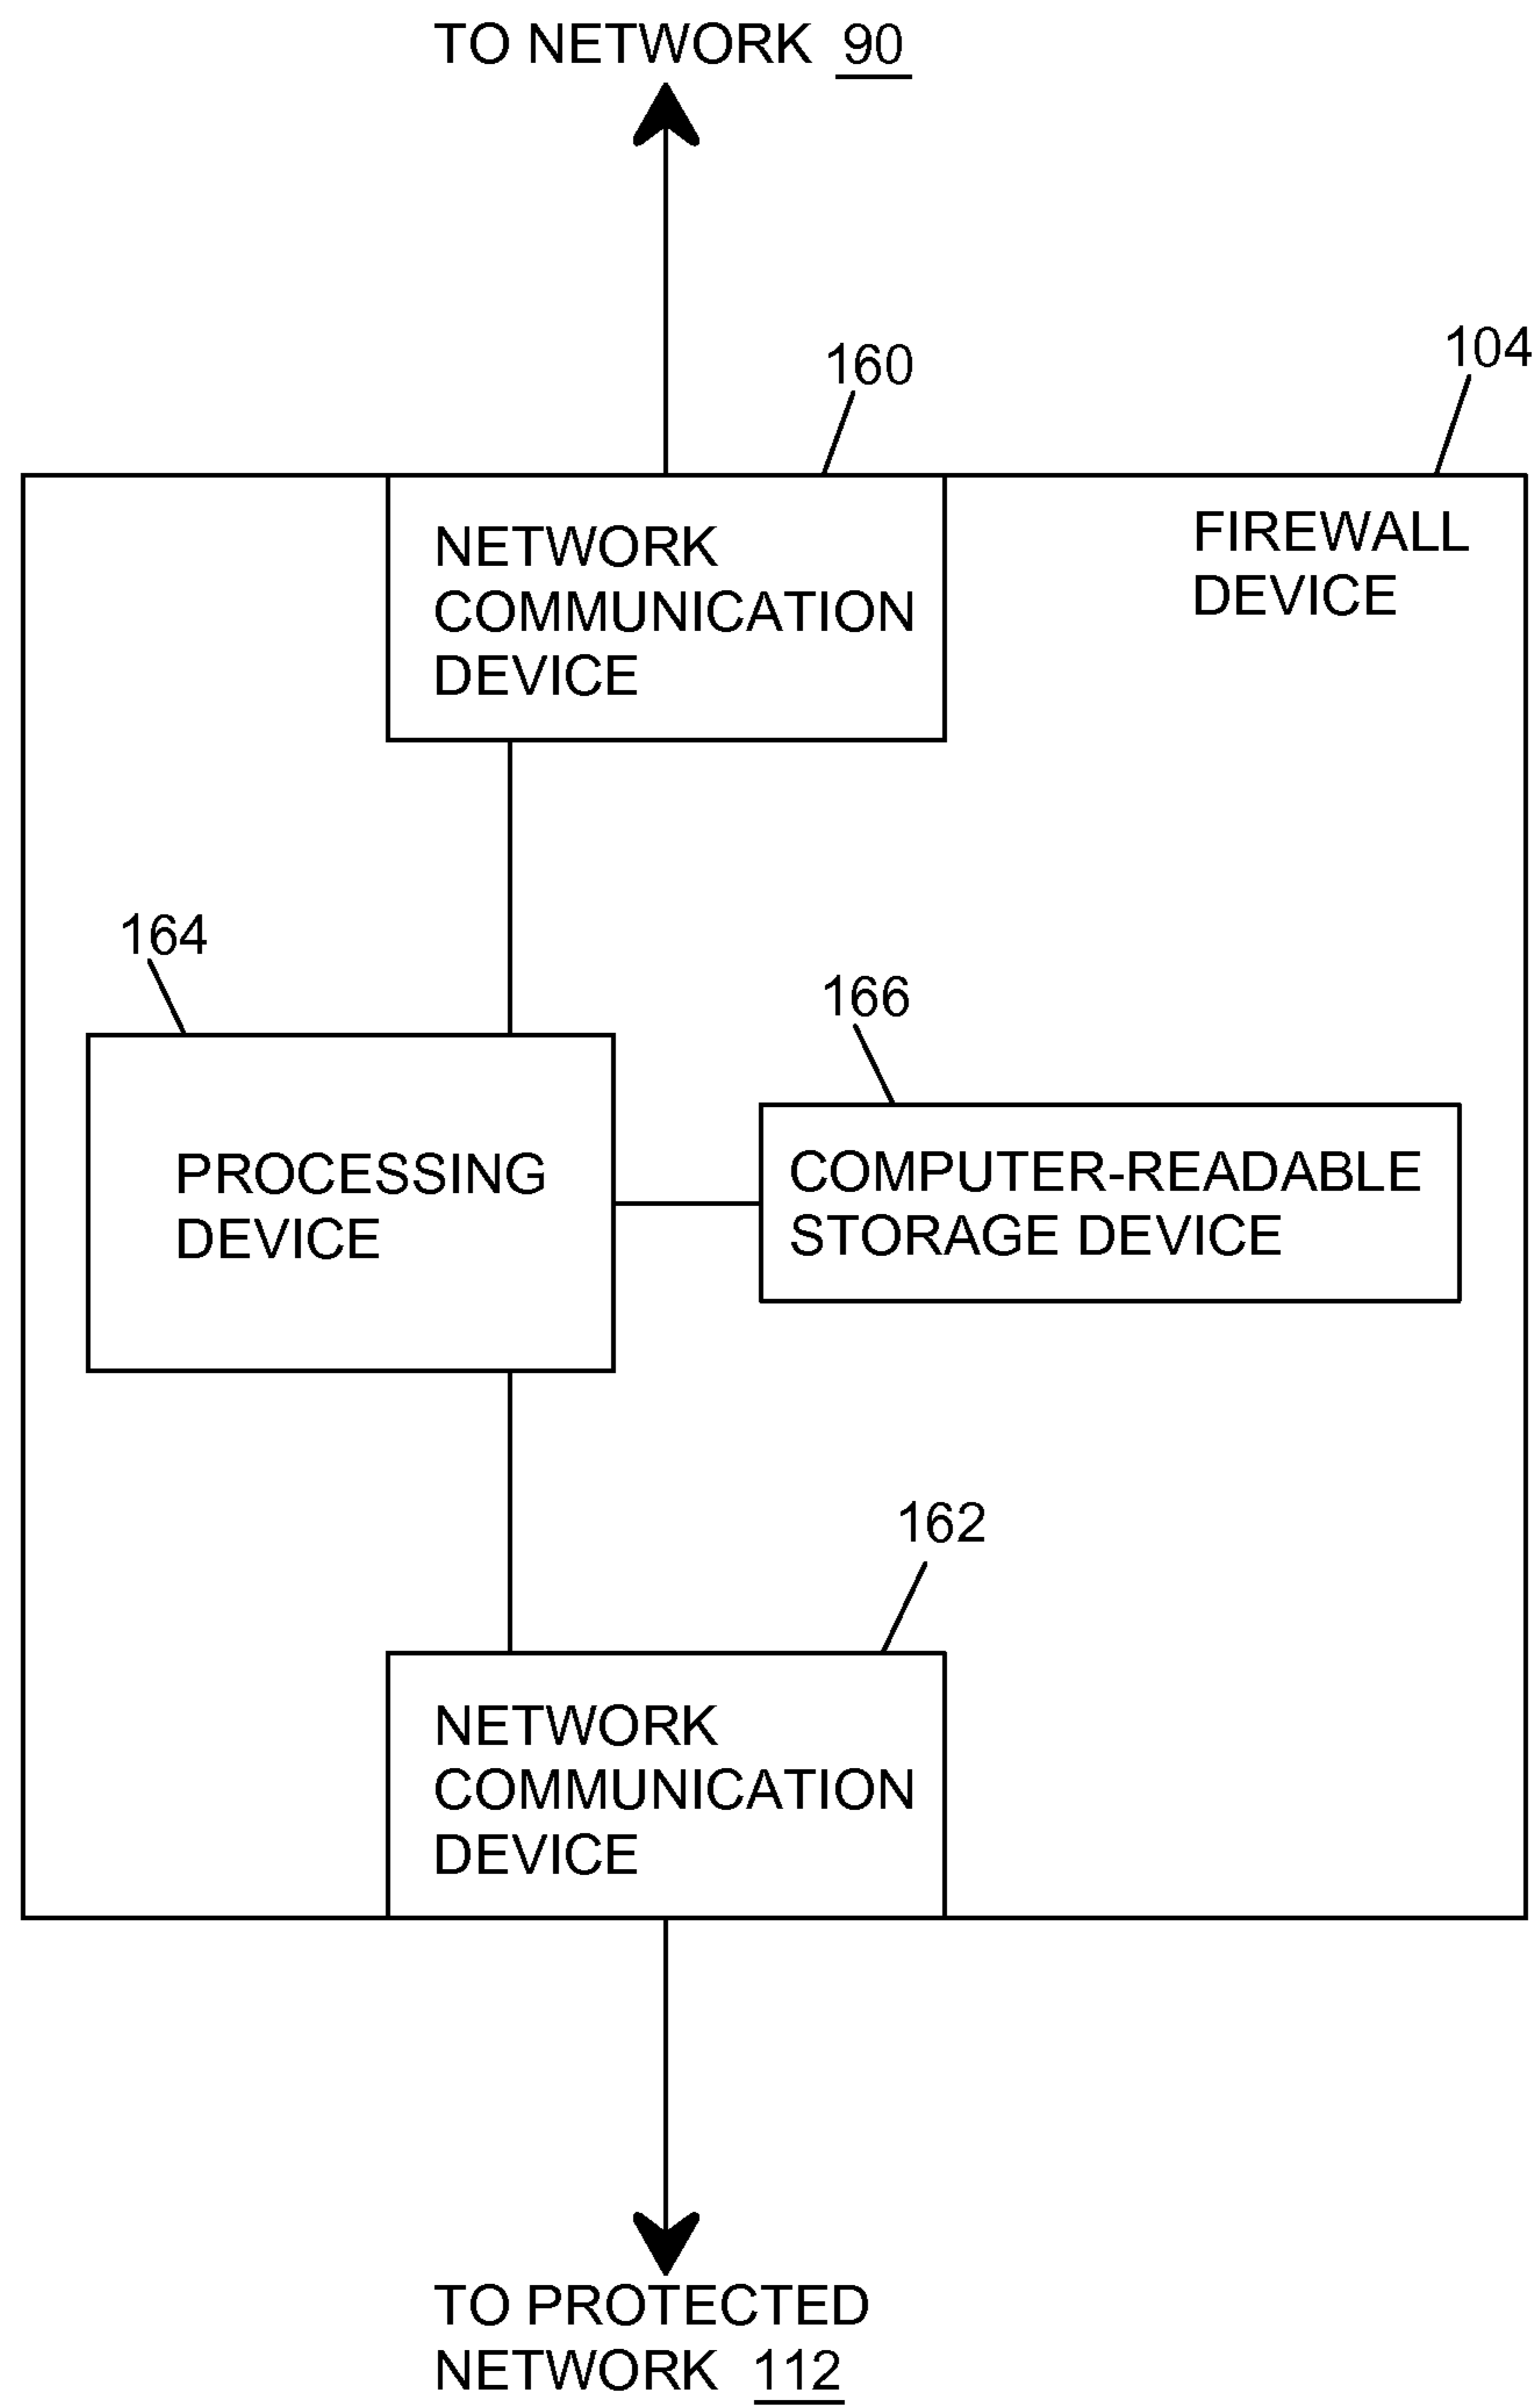 TO NETWORK 90
160
104
NETWORK
COMMUNICATION
DEVICE
FIREWALL
DEVICE
164
166
PROCESSING
DEVICE
COMPUTER-READABLE
STORAGE DEVICE
162
NETWORK
COMMUNICATION
DEVICE
TO PROTECTED
NETWORK 112